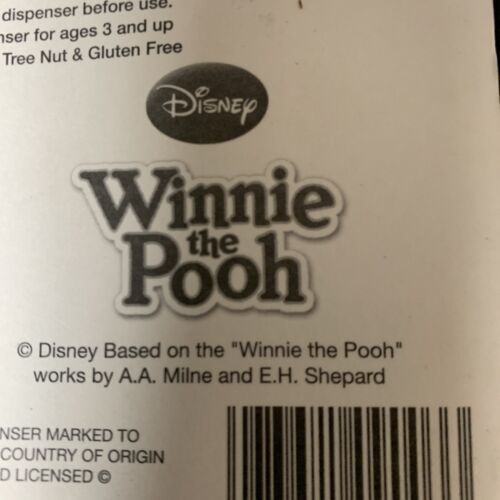 dispenser before use.
nser for ages 3 and up
Tree Nut & Gluten Free
Disney
Winnie
the
Pooh
© Disney Based on the "Winnie the Pooh"
works by A.A. Milne and E.H. Shepard
NSER MARKED TO
COUNTRY OF ORIGIN
D LICENSED ©